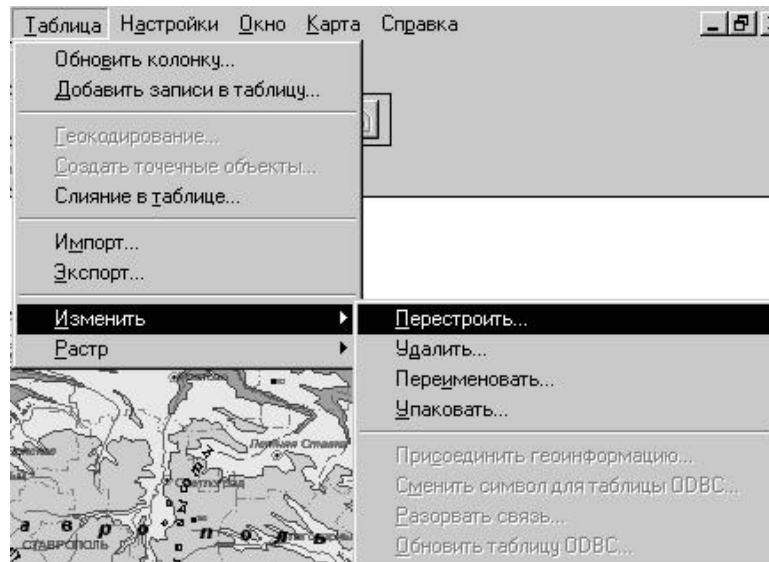 Таблица Настройки Окно Карта Справка
Обновить колонку...
Добавить записи в таблицу...
Геокодирование...
Создать точечные объекты...
Слияние в таблице...
Импорт...
Экспорт...
Изменить
Растр
Перестроить...
Удалить...
Переименовать...
Упаковать...
Присоединить геоинформацию...
Сменить символ для таблицы ODBC...
Разорвать связь...
Обновить таблицу ODBC...
Светлоград
а в р о п о л ь
СТАВРОПОЛЬ